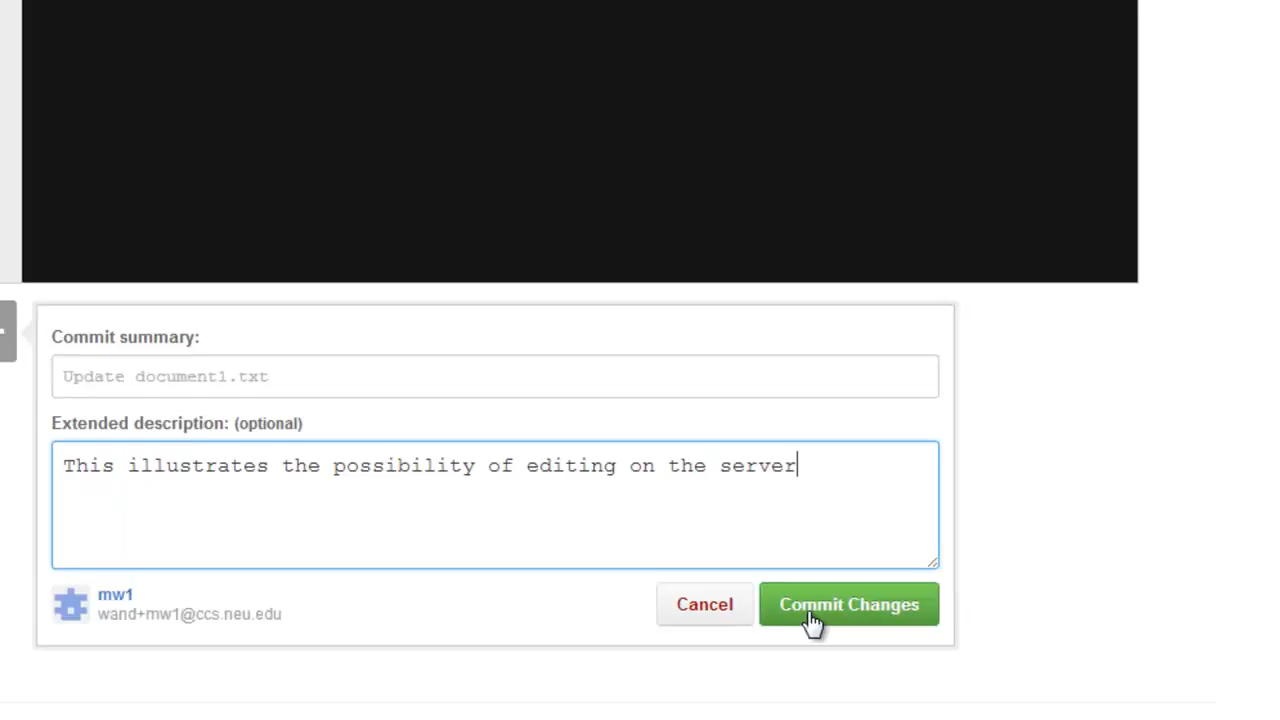 Commit summary:
Update document1.txt
Extended description: (optional)
This illustrates the possibility of editing on the server
mw1
wand+mw1@ccs.neu.edu
Cancel
Commit Changes